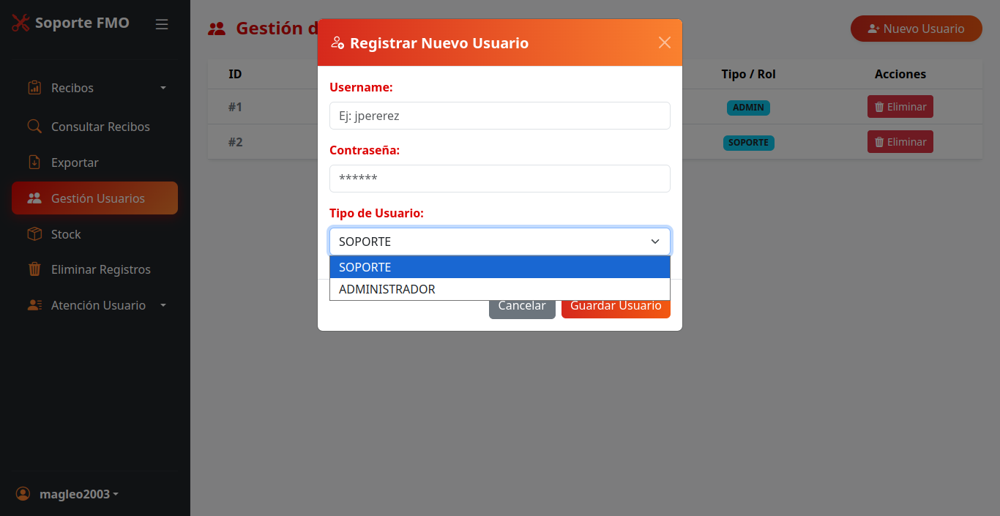 Soporte FMO
Recibos
Consultar Recibos
Exportar
Gestión Usuarios
Stock
Eliminar Registros
Atención Usuario
magleo2003
Gestión d
Nuevo Usuario
ID Tipo / Rol Acciones
#1 ADMIN Eliminar
#2 SOPORTE Eliminar
Registrar Nuevo Usuario
Username:
Ej: jpererez
Contraseña:
******
Tipo de Usuario:
SOPORTE
SOPORTE
ADMINISTRADOR
Cancelar Guardar Usuario